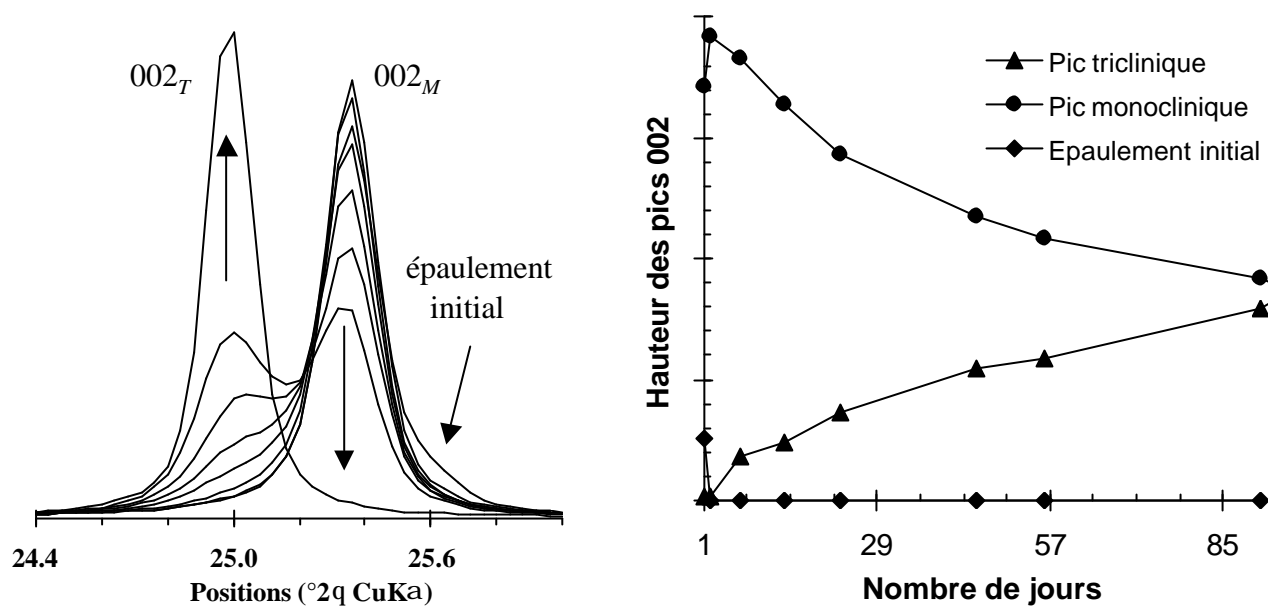 002T
002M
épaulement
initial
24.4
25.0
25.6
Positions (°2q CuKa)
Hauteur des pics 002
Pic triclinique
Pic monoclinique
Epaulement initial
1
29
57
85
Nombre de jours